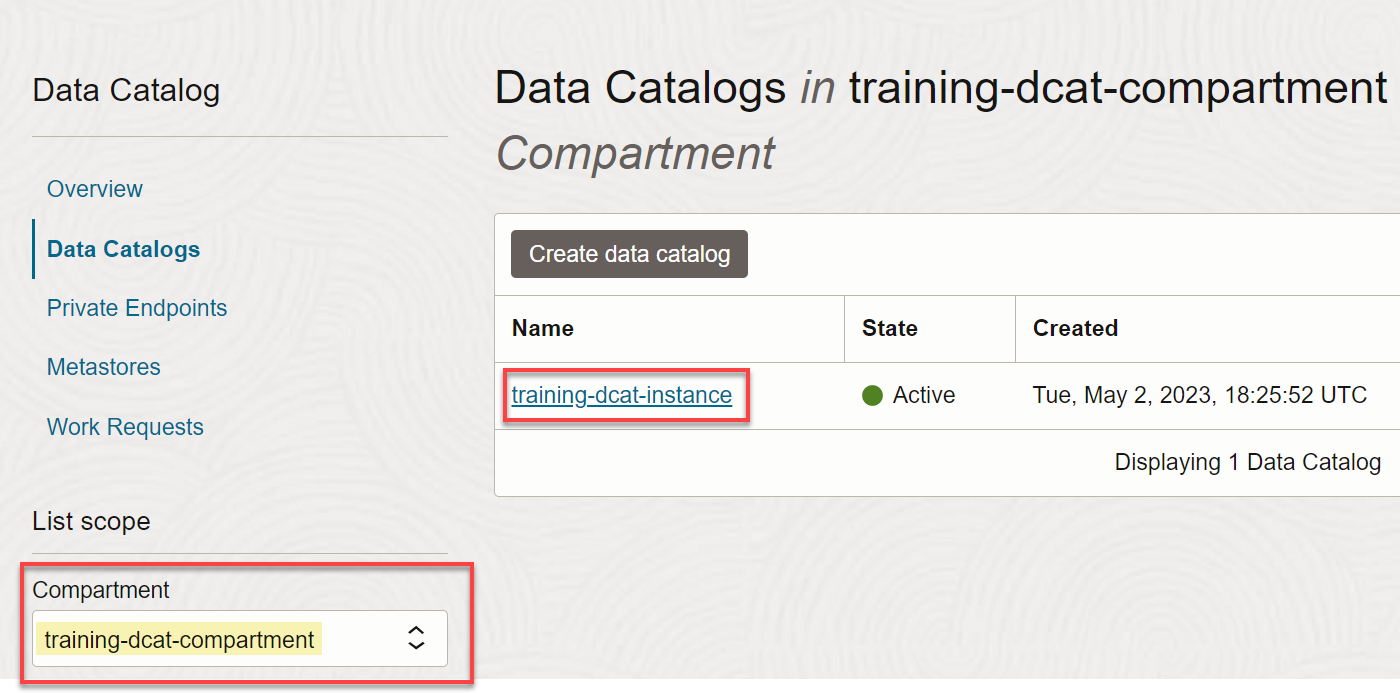 Data Catalog
Overview
Data Catalogs
Private Endpoints
Metastores
Work Requests
List scope
Compartment
training-dcat-compartment
Data Catalogs in training-dcat-compartment
Compartment
Create data catalog
Name State Created
training-dcat-instance Active Tue, May 2, 2023, 18:25:52 UTC
Displaying 1 Data Catalog